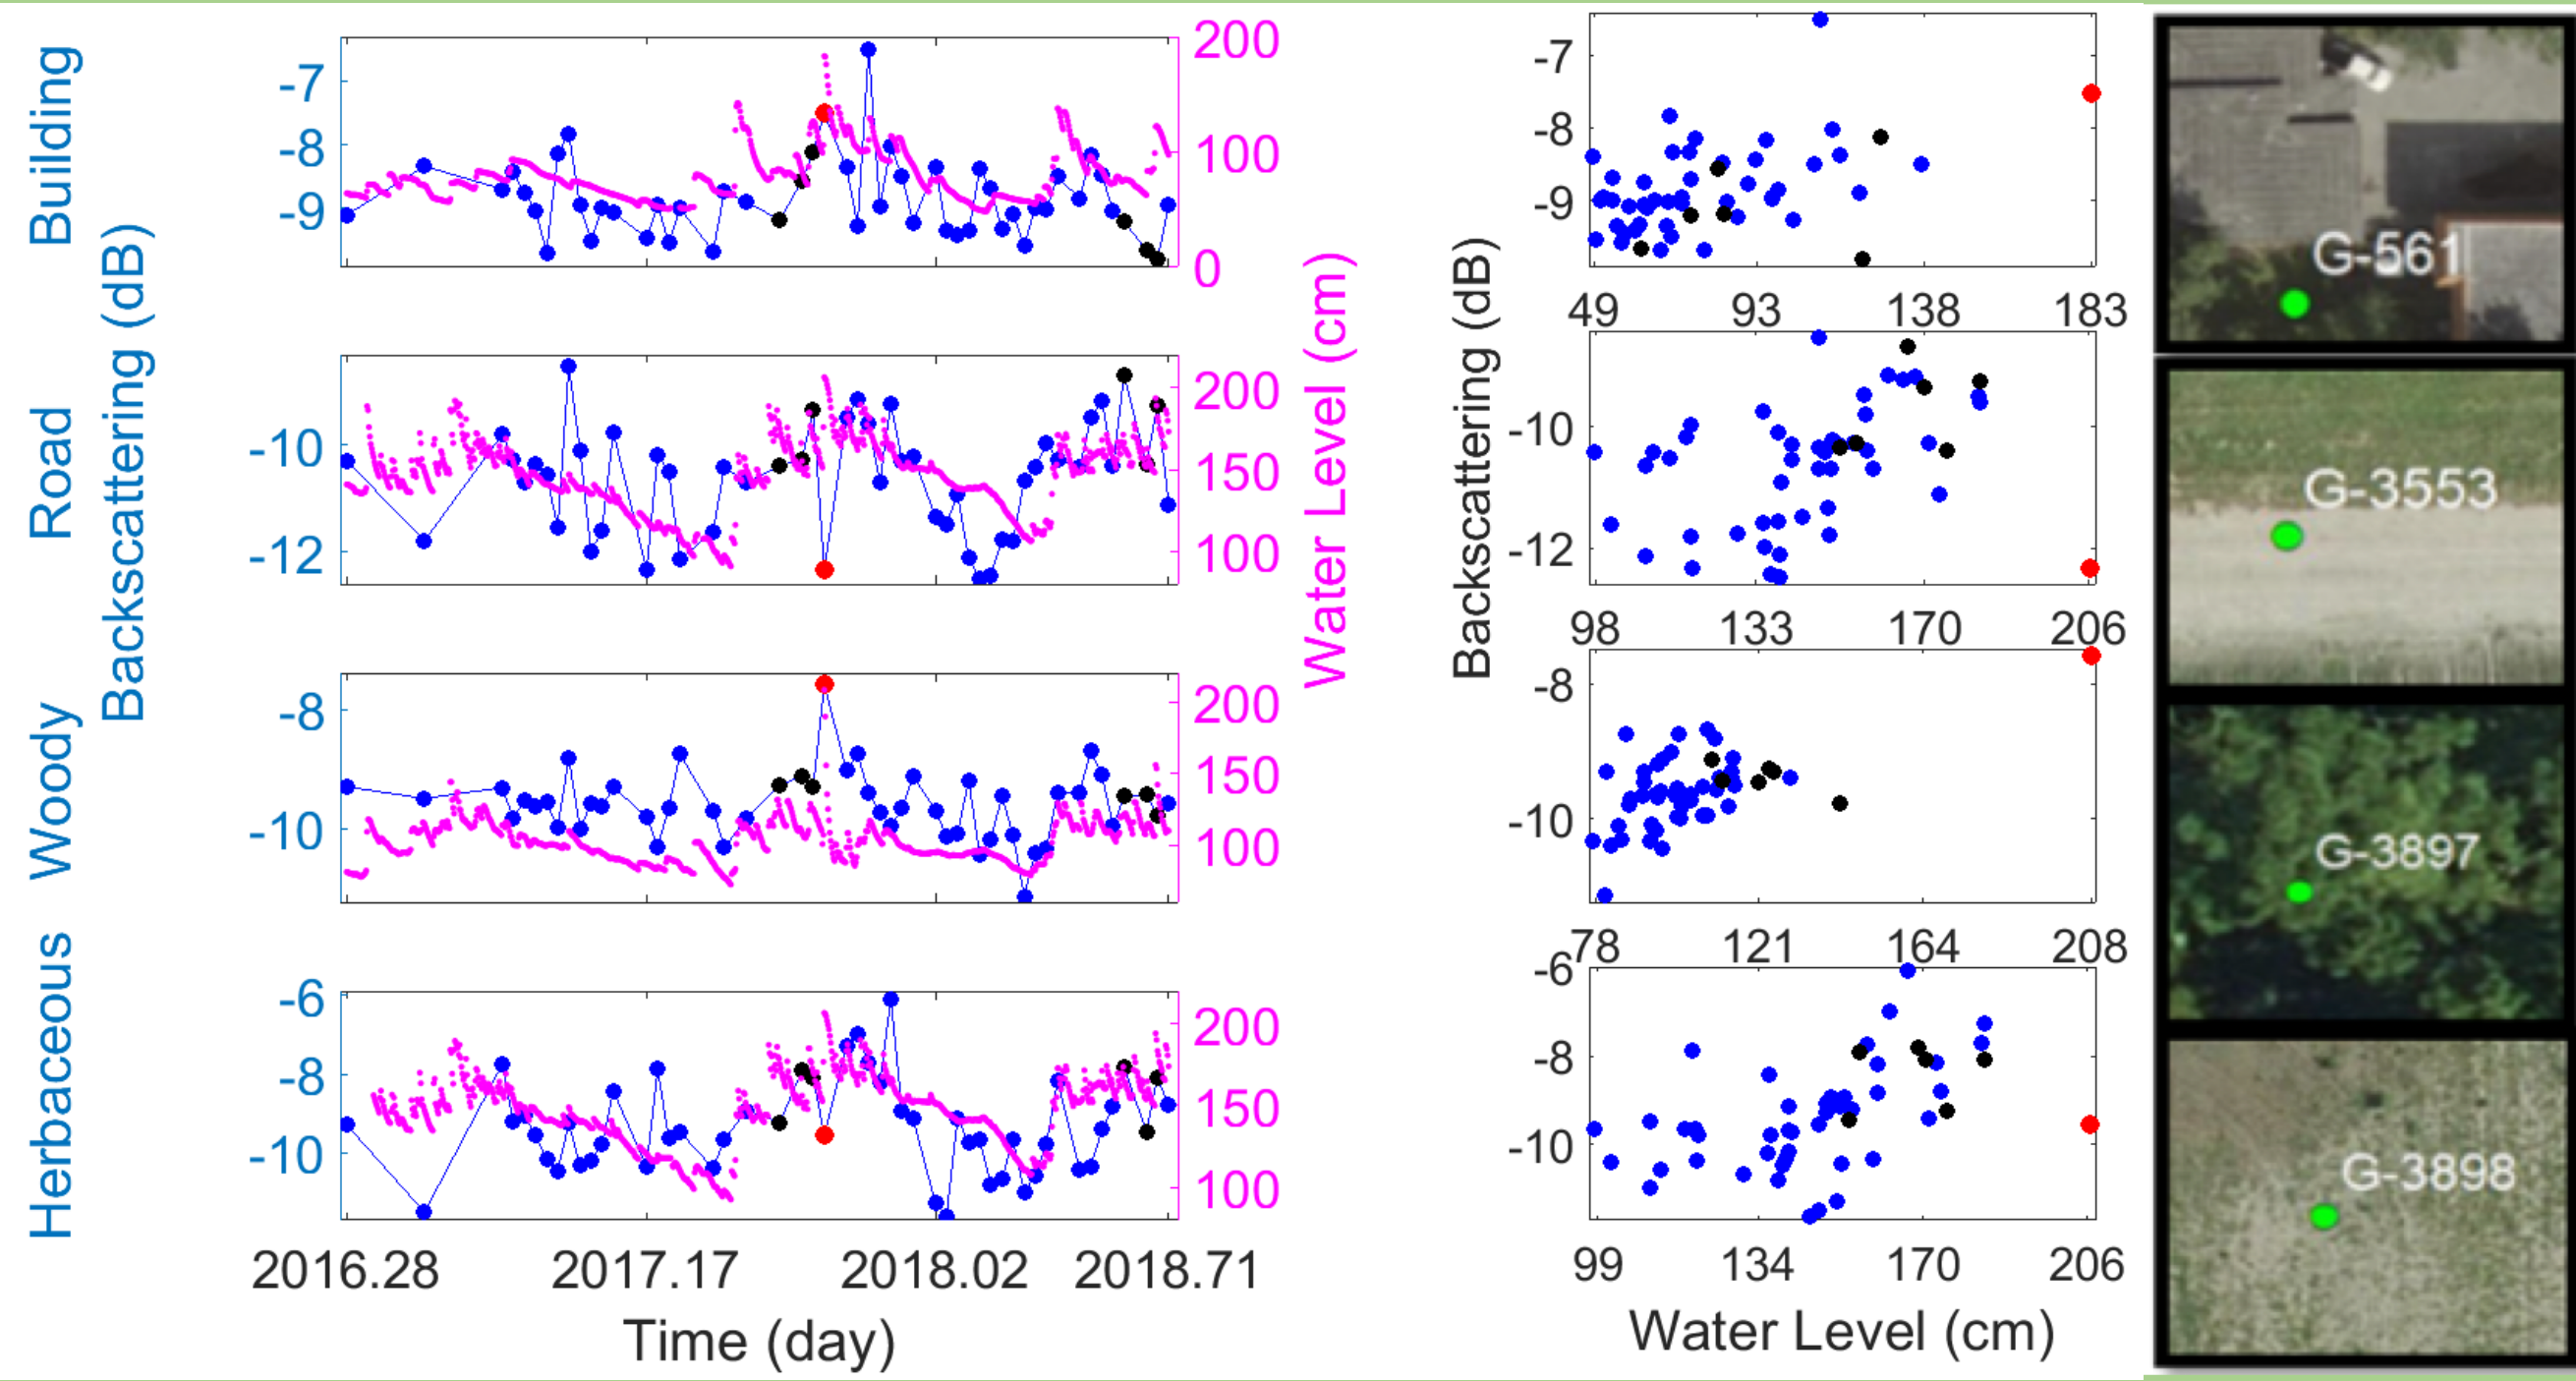 Building
Road
Woody
Herbaceous
Backscattering (dB)
-7
-8
-9
200
100
0
-10
-12
200
150
100
-8
-10
200
150
100
-6
-8
-10
200
150
100
Water Level (cm)
2016.28 2017.17 2018.02 2018.71
Time (day)
Backscattering (dB)
-7
-8
-9
49 93 138 183
-10
-12
98 133 170 206
-8
-10
78 121 164 208
-6
-8
-10
99 134 170 206
Water Level (cm)
G-561
G-3553
G-3897
G-3898